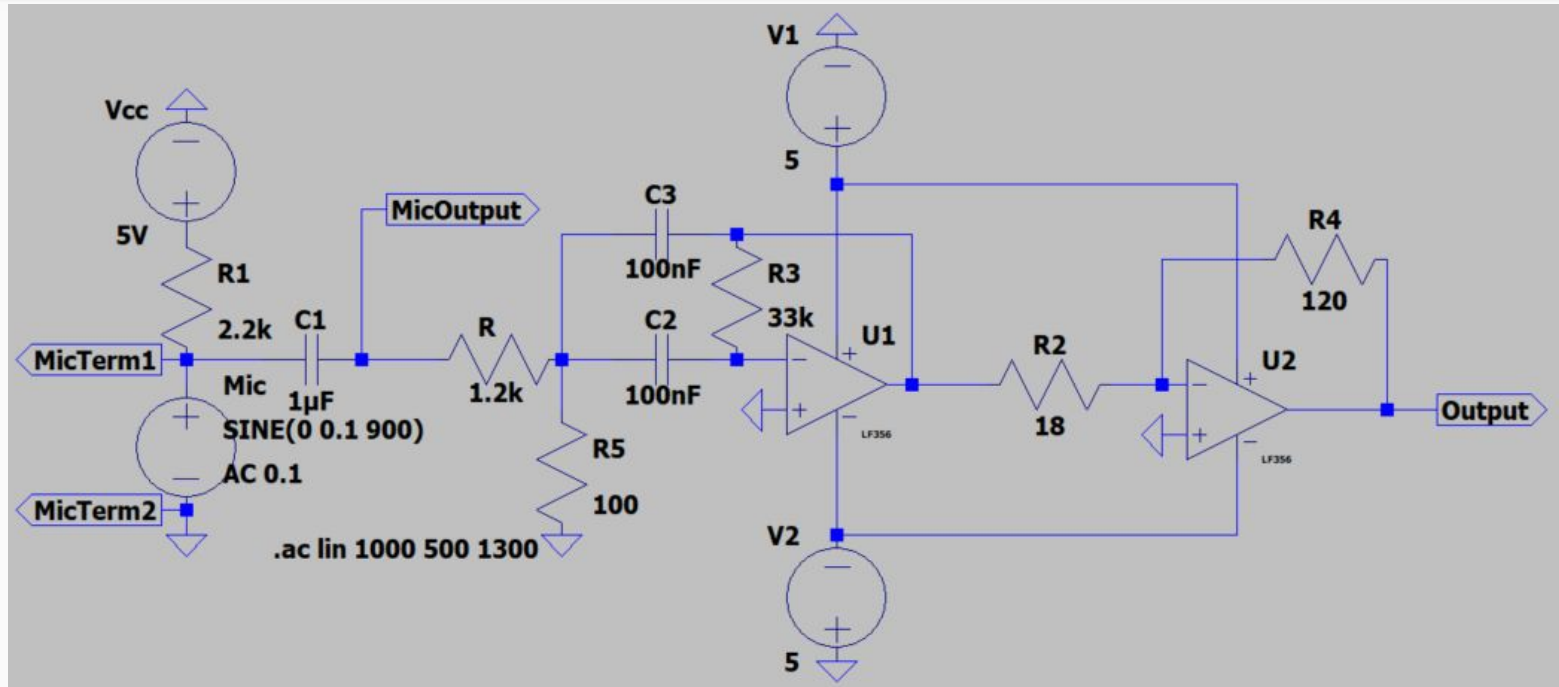 Vcc
5V
R1
2.2k
MicTerm1
Mic
SINE(0 0.1 900)
AC 0.1
MicTerm2
C1
1µF
MicOutput
R
1.2k
.ac lin 1000 500 1300
C3
100nF
C2
100nF
R5
100
R3
33k
V1
5
U1
LF356
V2
5
R2
18
R4
120
U2
LF356
Output